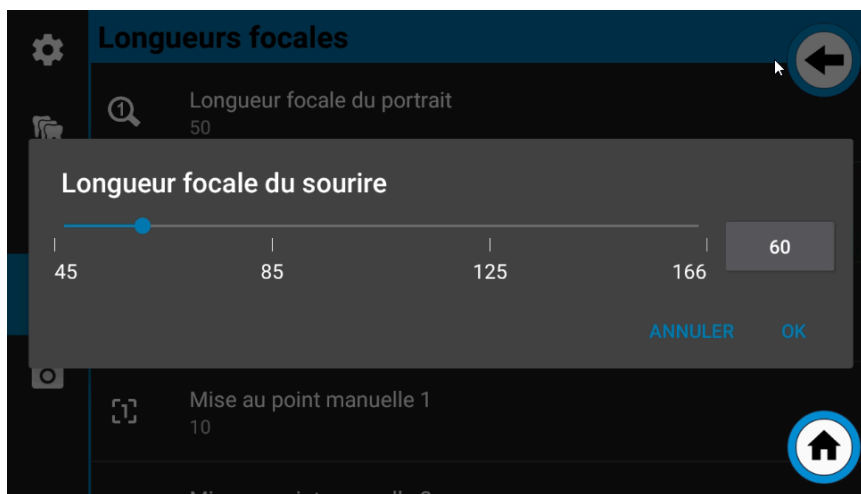 Longueurs focales
Longueur focale du portrait
50
Longueur focale du sourire
60
45 85 125 166
ANNULER OK
Mise au point manuelle 1
10